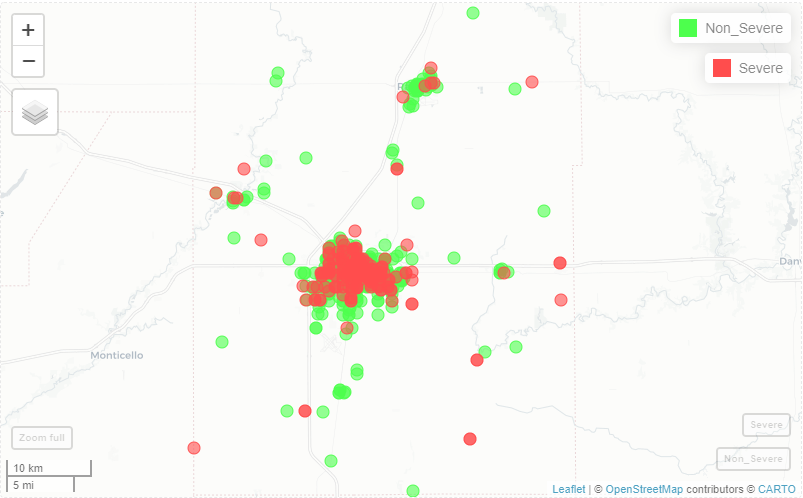 +
Non_Severe
−
Severe
Monticello
Zoom full
Severe
Non_Severe
10 km
5 mi
Leaflet | © OpenStreetMap contributors © CARTO